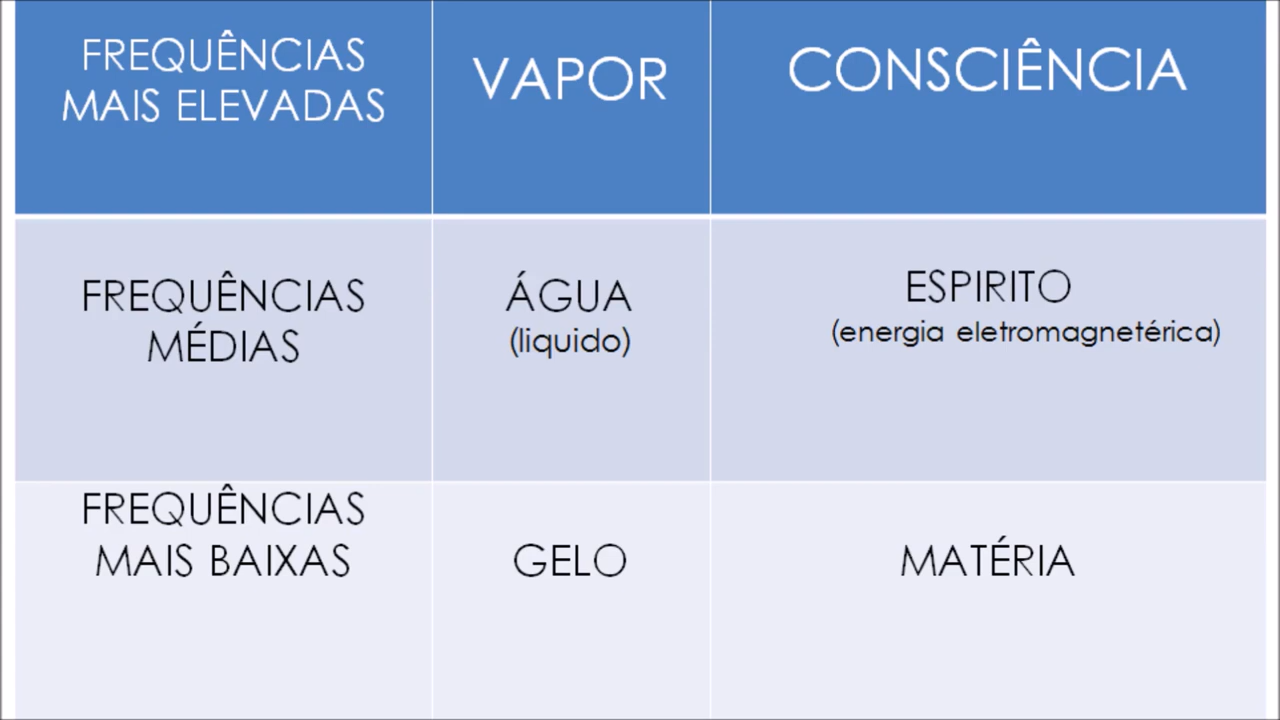 FREQUÊNCIAS
MAIS ELEVADAS
VAPOR
CONSCIÊNCIA
FREQUÊNCIAS
MÉDIAS
ÁGUA
(liquido)
ESPIRITO
(energia eletromagnetérica)
FREQUÊNCIAS
MAIS BAIXAS
GELO
MATÉRIA